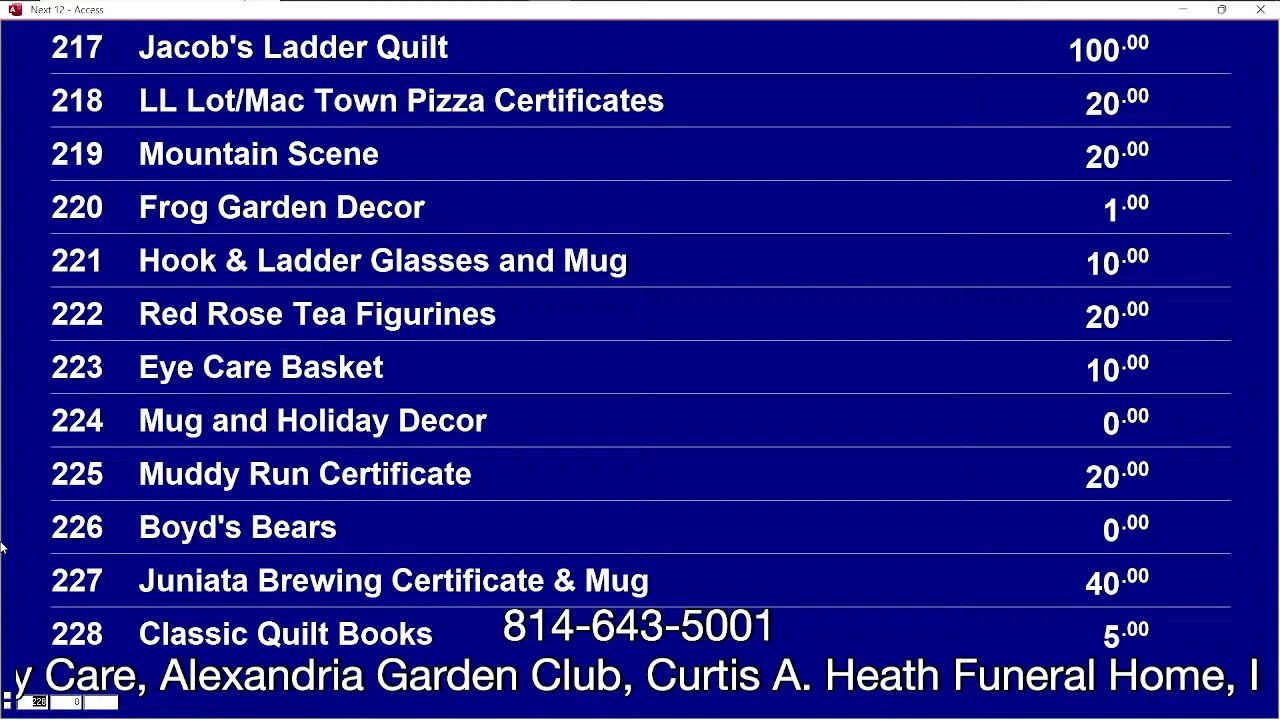 Next 12 - Access
217 Jacob's Ladder Quilt 100.00
218 LL Lot/Mac Town Pizza Certificates 20.00
219 Mountain Scene 20.00
220 Frog Garden Decor 1.00
221 Hook & Ladder Glasses and Mug 10.00
222 Red Rose Tea Figurines 20.00
223 Eye Care Basket 10.00
224 Mug and Holiday Decor 0.00
225 Muddy Run Certificate 20.00
226 Boyd's Bears 0.00
227 Juniata Brewing Certificate & Mug 40.00
814-643-5001
228 Classic Quilt Books 5.00
y Care, Alexandria Garden Club, Curtis A. Heath Funeral Home, I
228 0